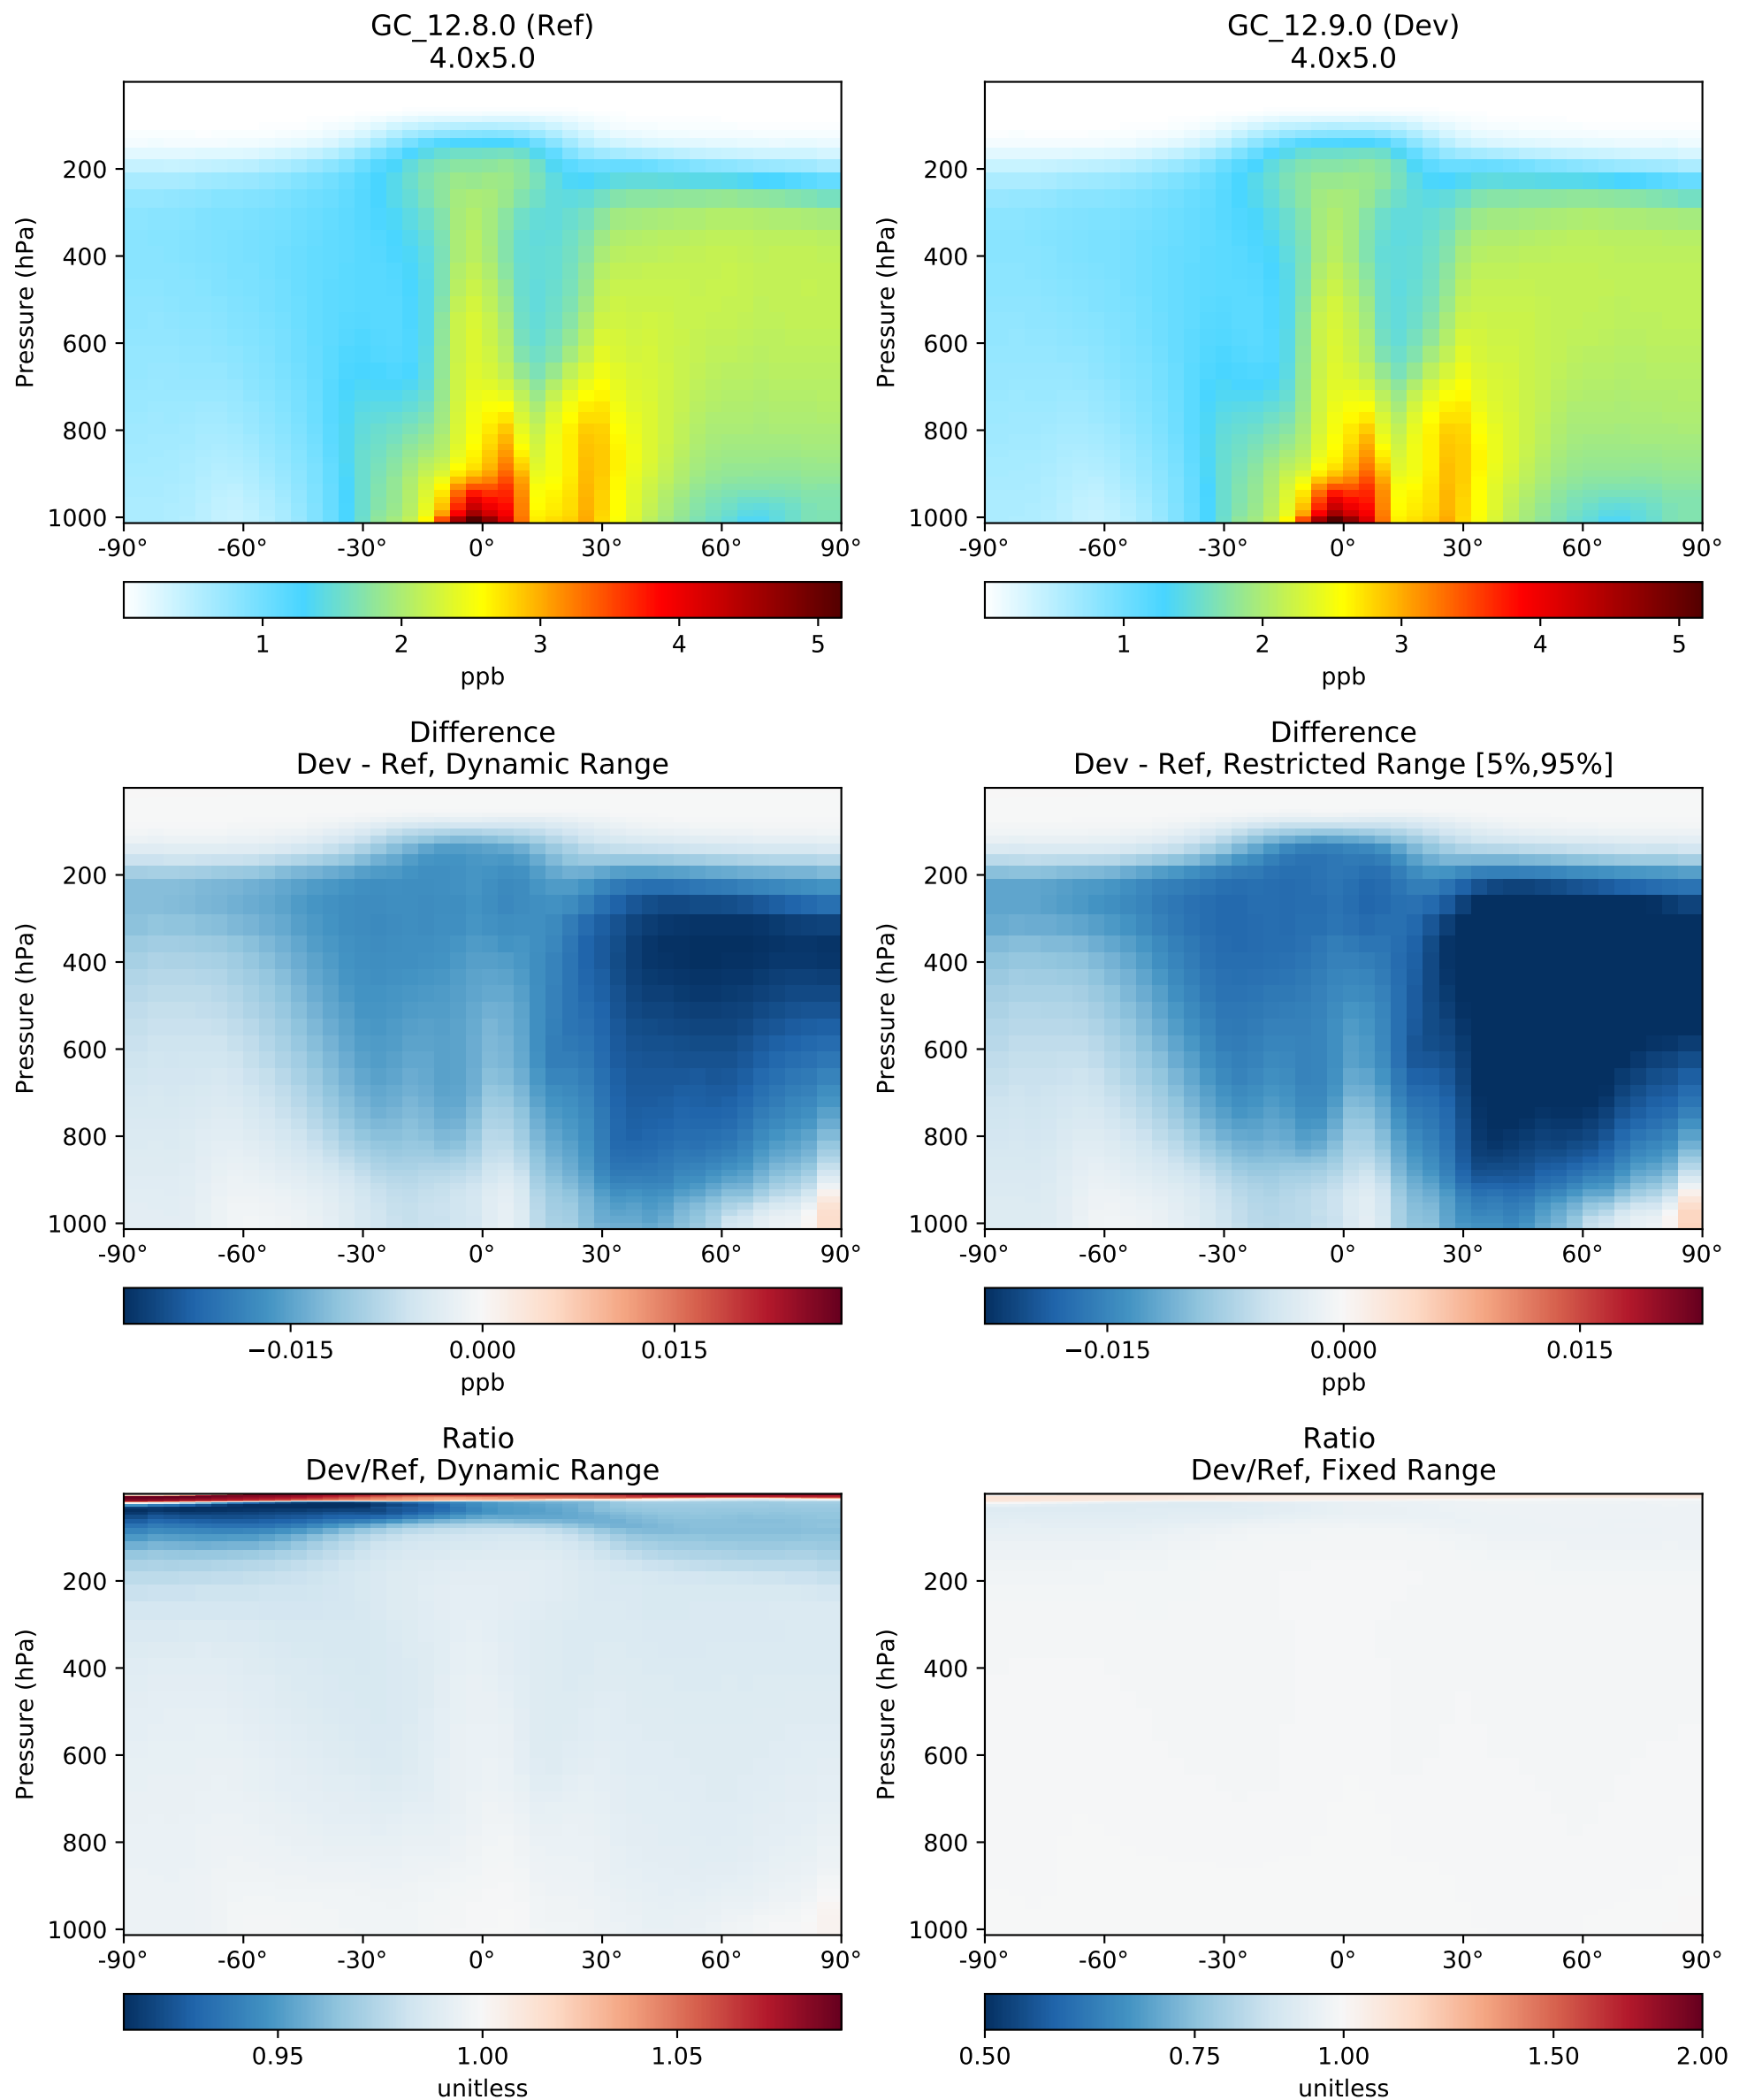 GC_12.8.0 (Ref)
4.0x5.0
Pressure (hPa)
200
400
600
800
1000
-90° -60° -30° 0° 30° 60° 90°
1 2 3 4 5
ppb
GC_12.9.0 (Dev)
4.0x5.0
Pressure (hPa)
200
400
600
800
1000
-90° -60° -30° 0° 30° 60° 90°
1 2 3 4 5
ppb
Difference
Dev - Ref, Dynamic Range
Pressure (hPa)
200
400
600
800
1000
-90° -60° -30° 0° 30° 60° 90°
−0.015 0.000 0.015
ppb
Difference
Dev - Ref, Restricted Range [5%,95%]
Pressure (hPa)
200
400
600
800
1000
-90° -60° -30° 0° 30° 60° 90°
−0.015 0.000 0.015
ppb
Ratio
Dev/Ref, Dynamic Range
Pressure (hPa)
200
400
600
800
1000
-90° -60° -30° 0° 30° 60° 90°
0.95 1.00 1.05
unitless
Ratio
Dev/Ref, Fixed Range
Pressure (hPa)
200
400
600
800
1000
-90° -60° -30° 0° 30° 60° 90°
0.50 0.75 1.00 1.50 2.00
unitless